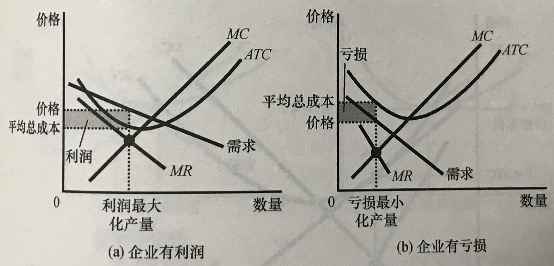 价格
MC
ATC
价格
平均总成本
利润
需求
MR
0
利润最大
化产量
数量
(a) 企业有利润
价格
亏损
MC
ATC
平均总成本
价格
需求
MR
0
亏损最小
化产量
数量
(b) 企业有亏损